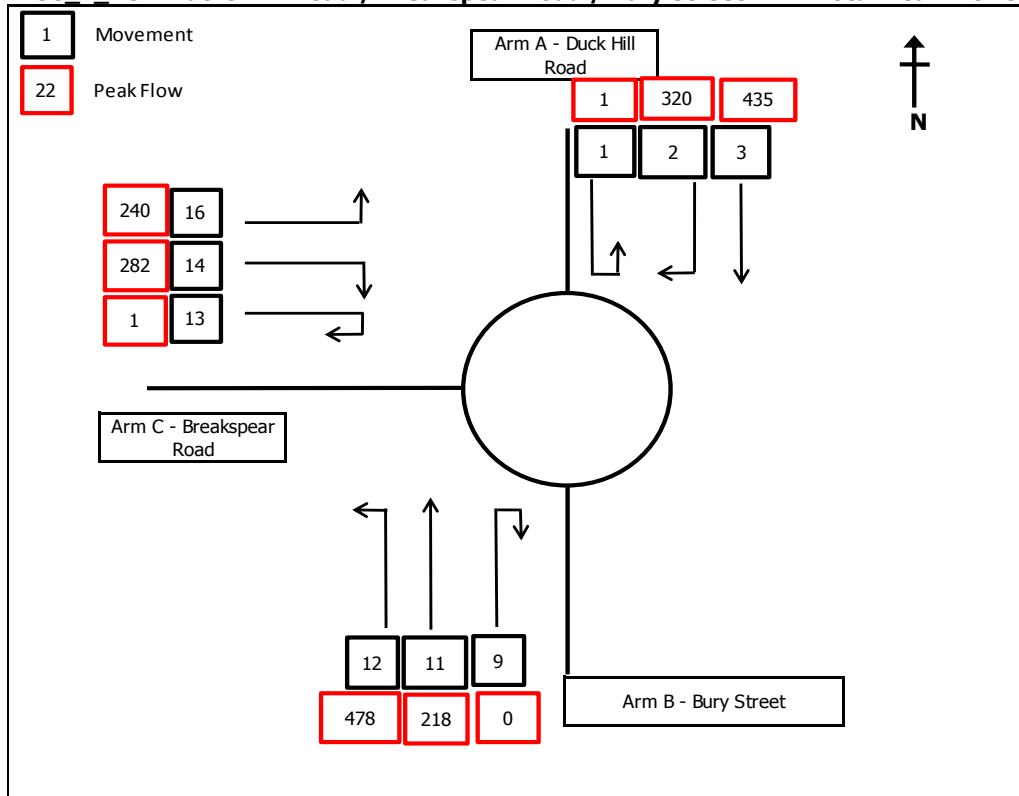 1 Movement
22 Peak Flow
Arm A - Duck Hill
Road
1 320 435
1 2 3
N
240 16
282 14
1 13
Arm C - Breakspear
Road
12 11 9
478 218 0
Arm B - Bury Street